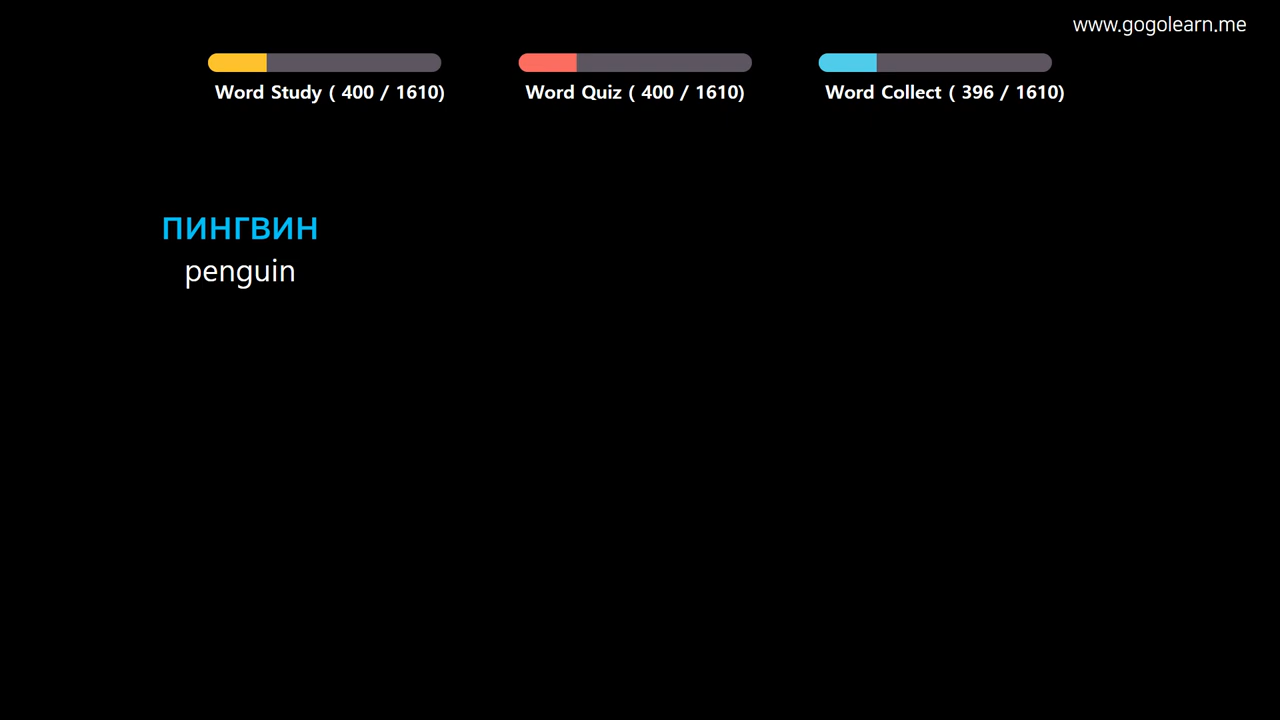 www.gogolearn.me
Word Study ( 400 / 1610)
Word Quiz ( 400 / 1610)
Word Collect ( 396 / 1610)
пингвин
penguin